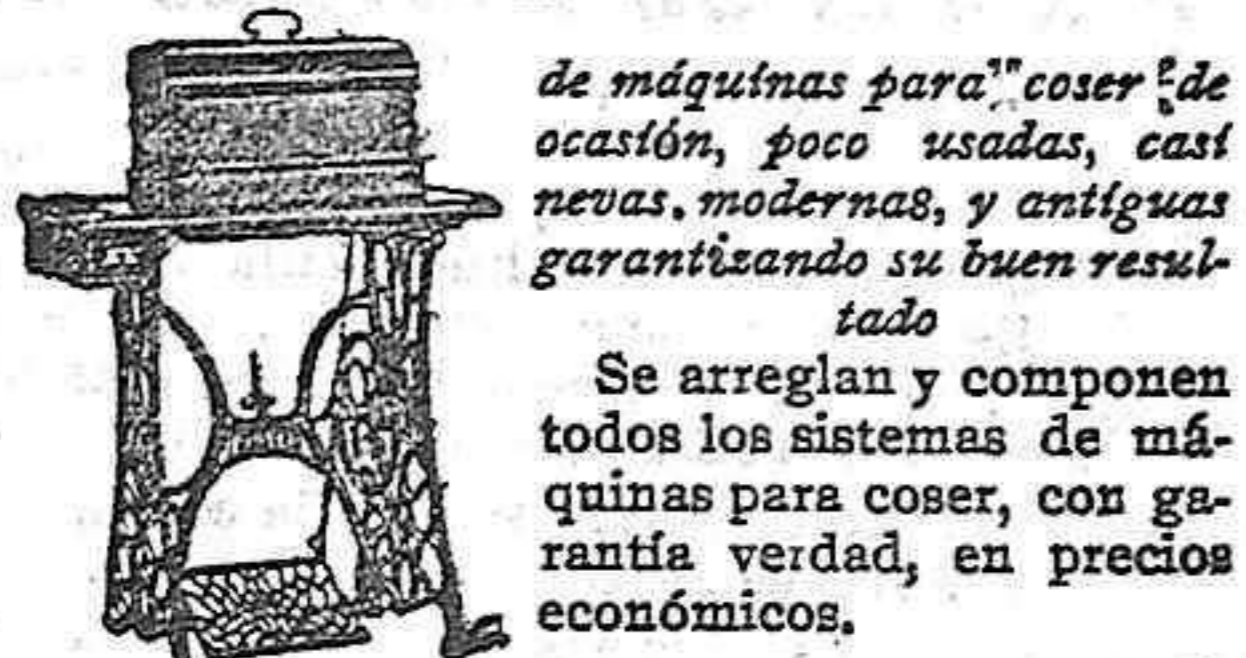 de máquinas para coser de
ocasión, poco usadas, casi
nevas, modernas, y antiguas
garantizando su buen resul-
tado
Se arreglan y componen
todos los sistemas de má-
quinas para coser, con ga-
rantía verdad, en precios
económicos.